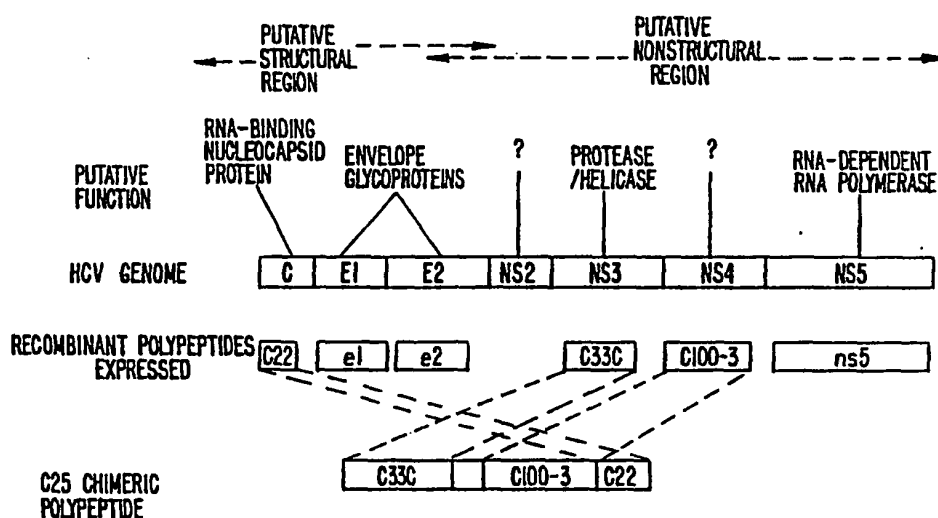 PUTATIVE
STRUCTURAL
REGION
PUTATIVE
NONSTRUCTURAL
REGION
PUTATIVE
FUNCTION
RNA-BINDING
NUCLEOCAPSID
PROTEIN
ENVELOPE
GLYCOPROTEINS
?
PROTEASE
/HELICASE
?
RNA-DEPENDENT
RNA POLYMERASE
HCV GENOME
C E1 E2 NS2 NS3 NS4 NS5
RECOMBINANT POLYPEPTIDES
EXPRESSED
C22 e1 e2 C33C C100-3 ns5
C25 CHIMERIC
POLYPEPTIDE
C33C C100-3 C22